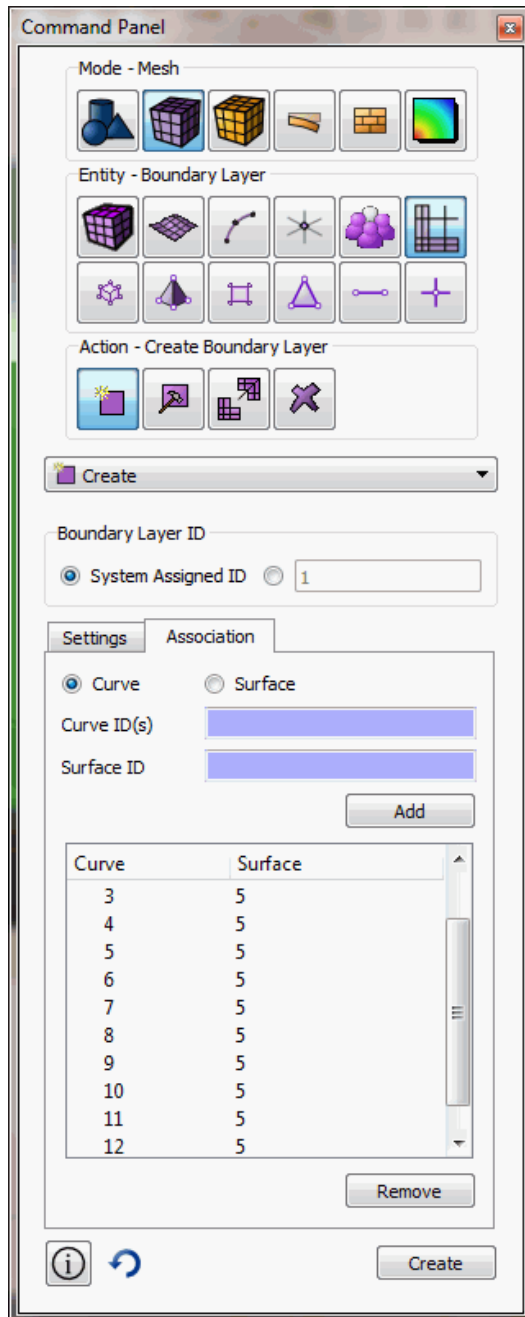 Command Panel
Mode - Mesh
Entity - Boundary Layer
Action - Create Boundary Layer
Create
Boundary Layer ID
System Assigned ID 1
Settings Association
Curve Surface
Curve ID(s)
Surface ID
Add
Curve Surface
3 5
4 5
5 5
6 5
7 5
8 5
9 5
10 5
11 5
12 5
Remove
Create